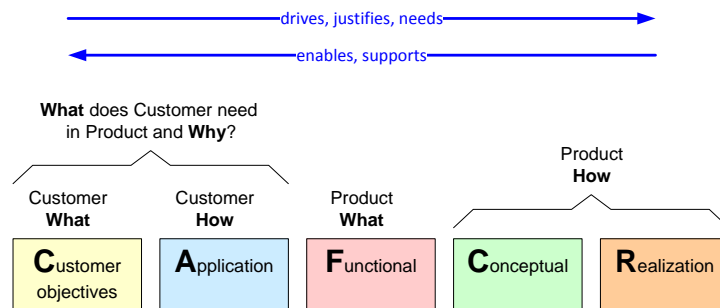 drives, justifies, needs
enables, supports
What does Customer need
in Product and Why?
Product
How
Customer
What
Customer
How
Product
What
Customer
objectives
Application
Functional
Conceptual
Realization